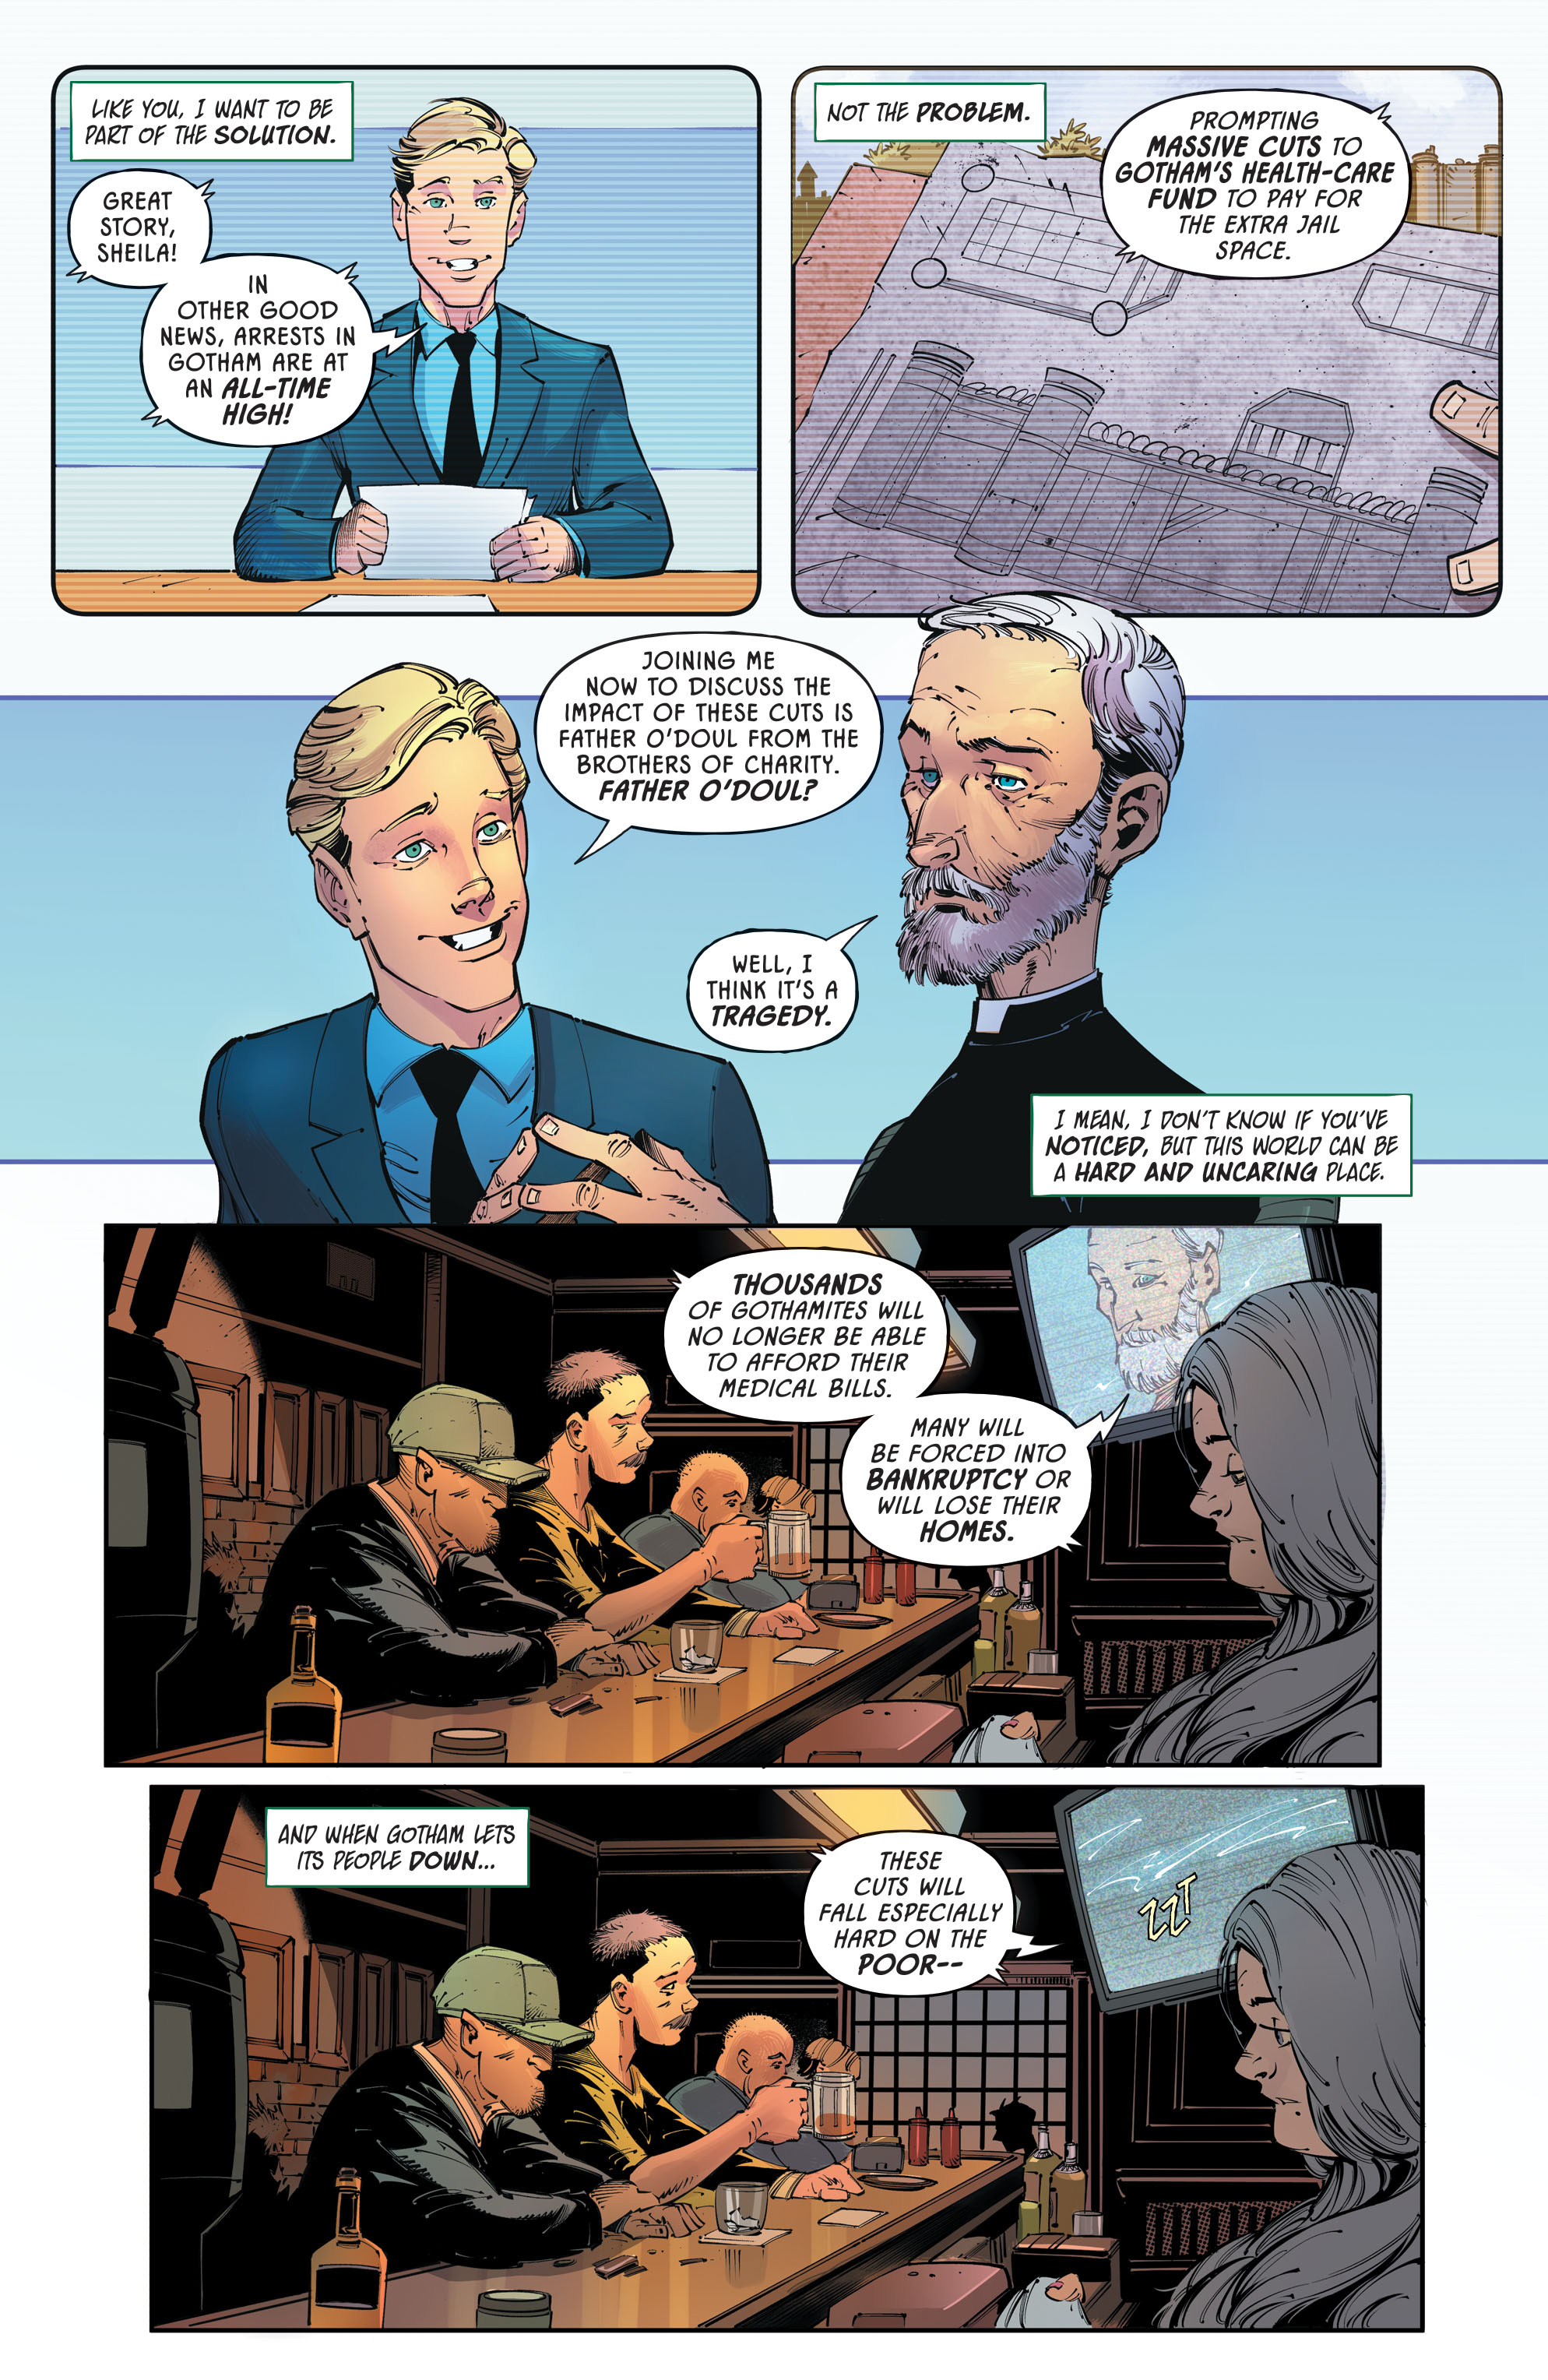 LIKE YOU, I WANT TO BE
PART OF THE SOLUTION.
GREAT
STORY,
SHEILA!
IN
OTHER GOOD
NEWS, ARRESTS IN
GOTHAM ARE AT
AN ALL-TIME
HIGH!
NOT THE PROBLEM.
PROMPTING
MASSIVE CUTS TO
GOTHAM'S HEALTH-CARE
FUND TO PAY FOR
THE EXTRA JAIL
SPACE.
JOINING ME
NOW TO DISCUSS THE
IMPACT OF THESE CUTS IS
FATHER O'DOUL FROM THE
BROTHERS OF CHARITY.
FATHER O'DOUL?
WELL, I
THINK IT'S A
TRAGEDY.
I MEAN, I DON'T KNOW IF YOU'VE
NOTICED, BUT THIS WORLD CAN BE
A HARD AND UNCARING PLACE.
THOUSANDS
OF GOTHAMITES WILL
NO LONGER BE ABLE
TO AFFORD THEIR
MEDICAL BILLS.
MANY WILL
BE FORCED INTO
BANKRUPTCY OR
WILL LOSE THEIR
HOMES.
AND WHEN GOTHAM LETS
ITS PEOPLE DOWN...
THESE
CUTS WILL
FALL ESPECIALLY
HARD ON THE
POOR--
ZZT